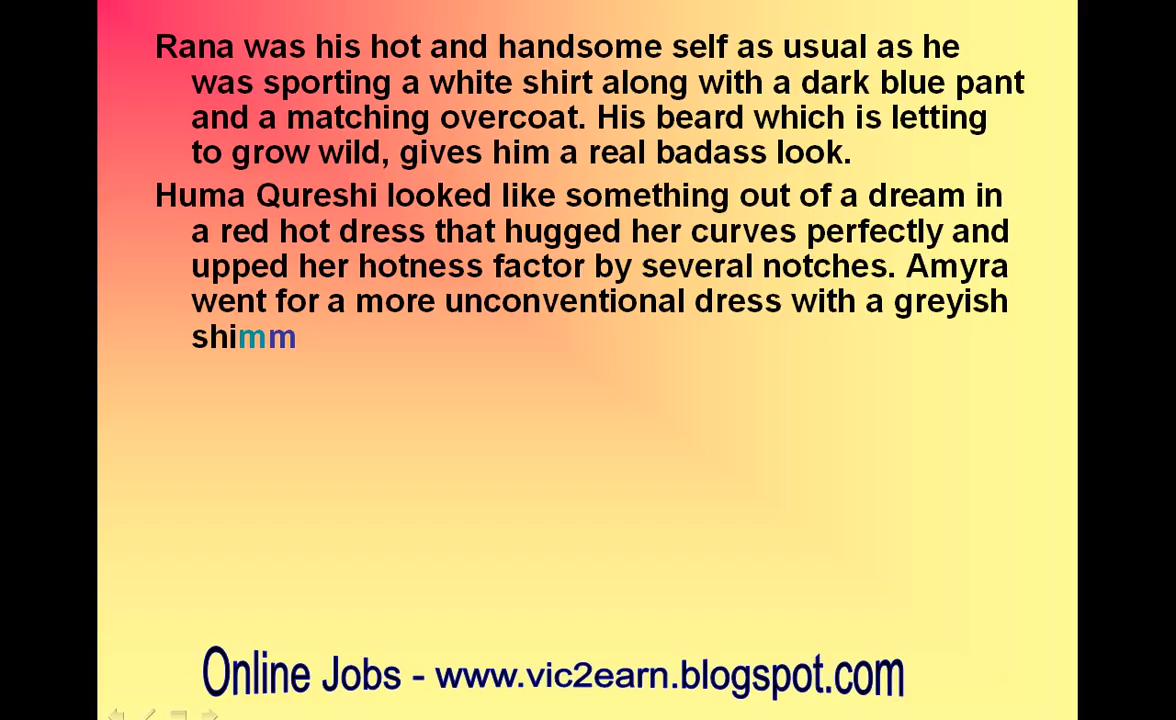 Rana was his hot and handsome self as usual as he
was sporting a white shirt along with a dark blue pant
and a matching overcoat. His beard which is letting
to grow wild, gives him a real badass look.
Huma Qureshi looked like something out of a dream in
a red hot dress that hugged her curves perfectly and
upped her hotness factor by several notches. Amyra
went for a more unconventional dress with a greyish
shimm
Online Jobs - www.vic2earn.blogspot.com